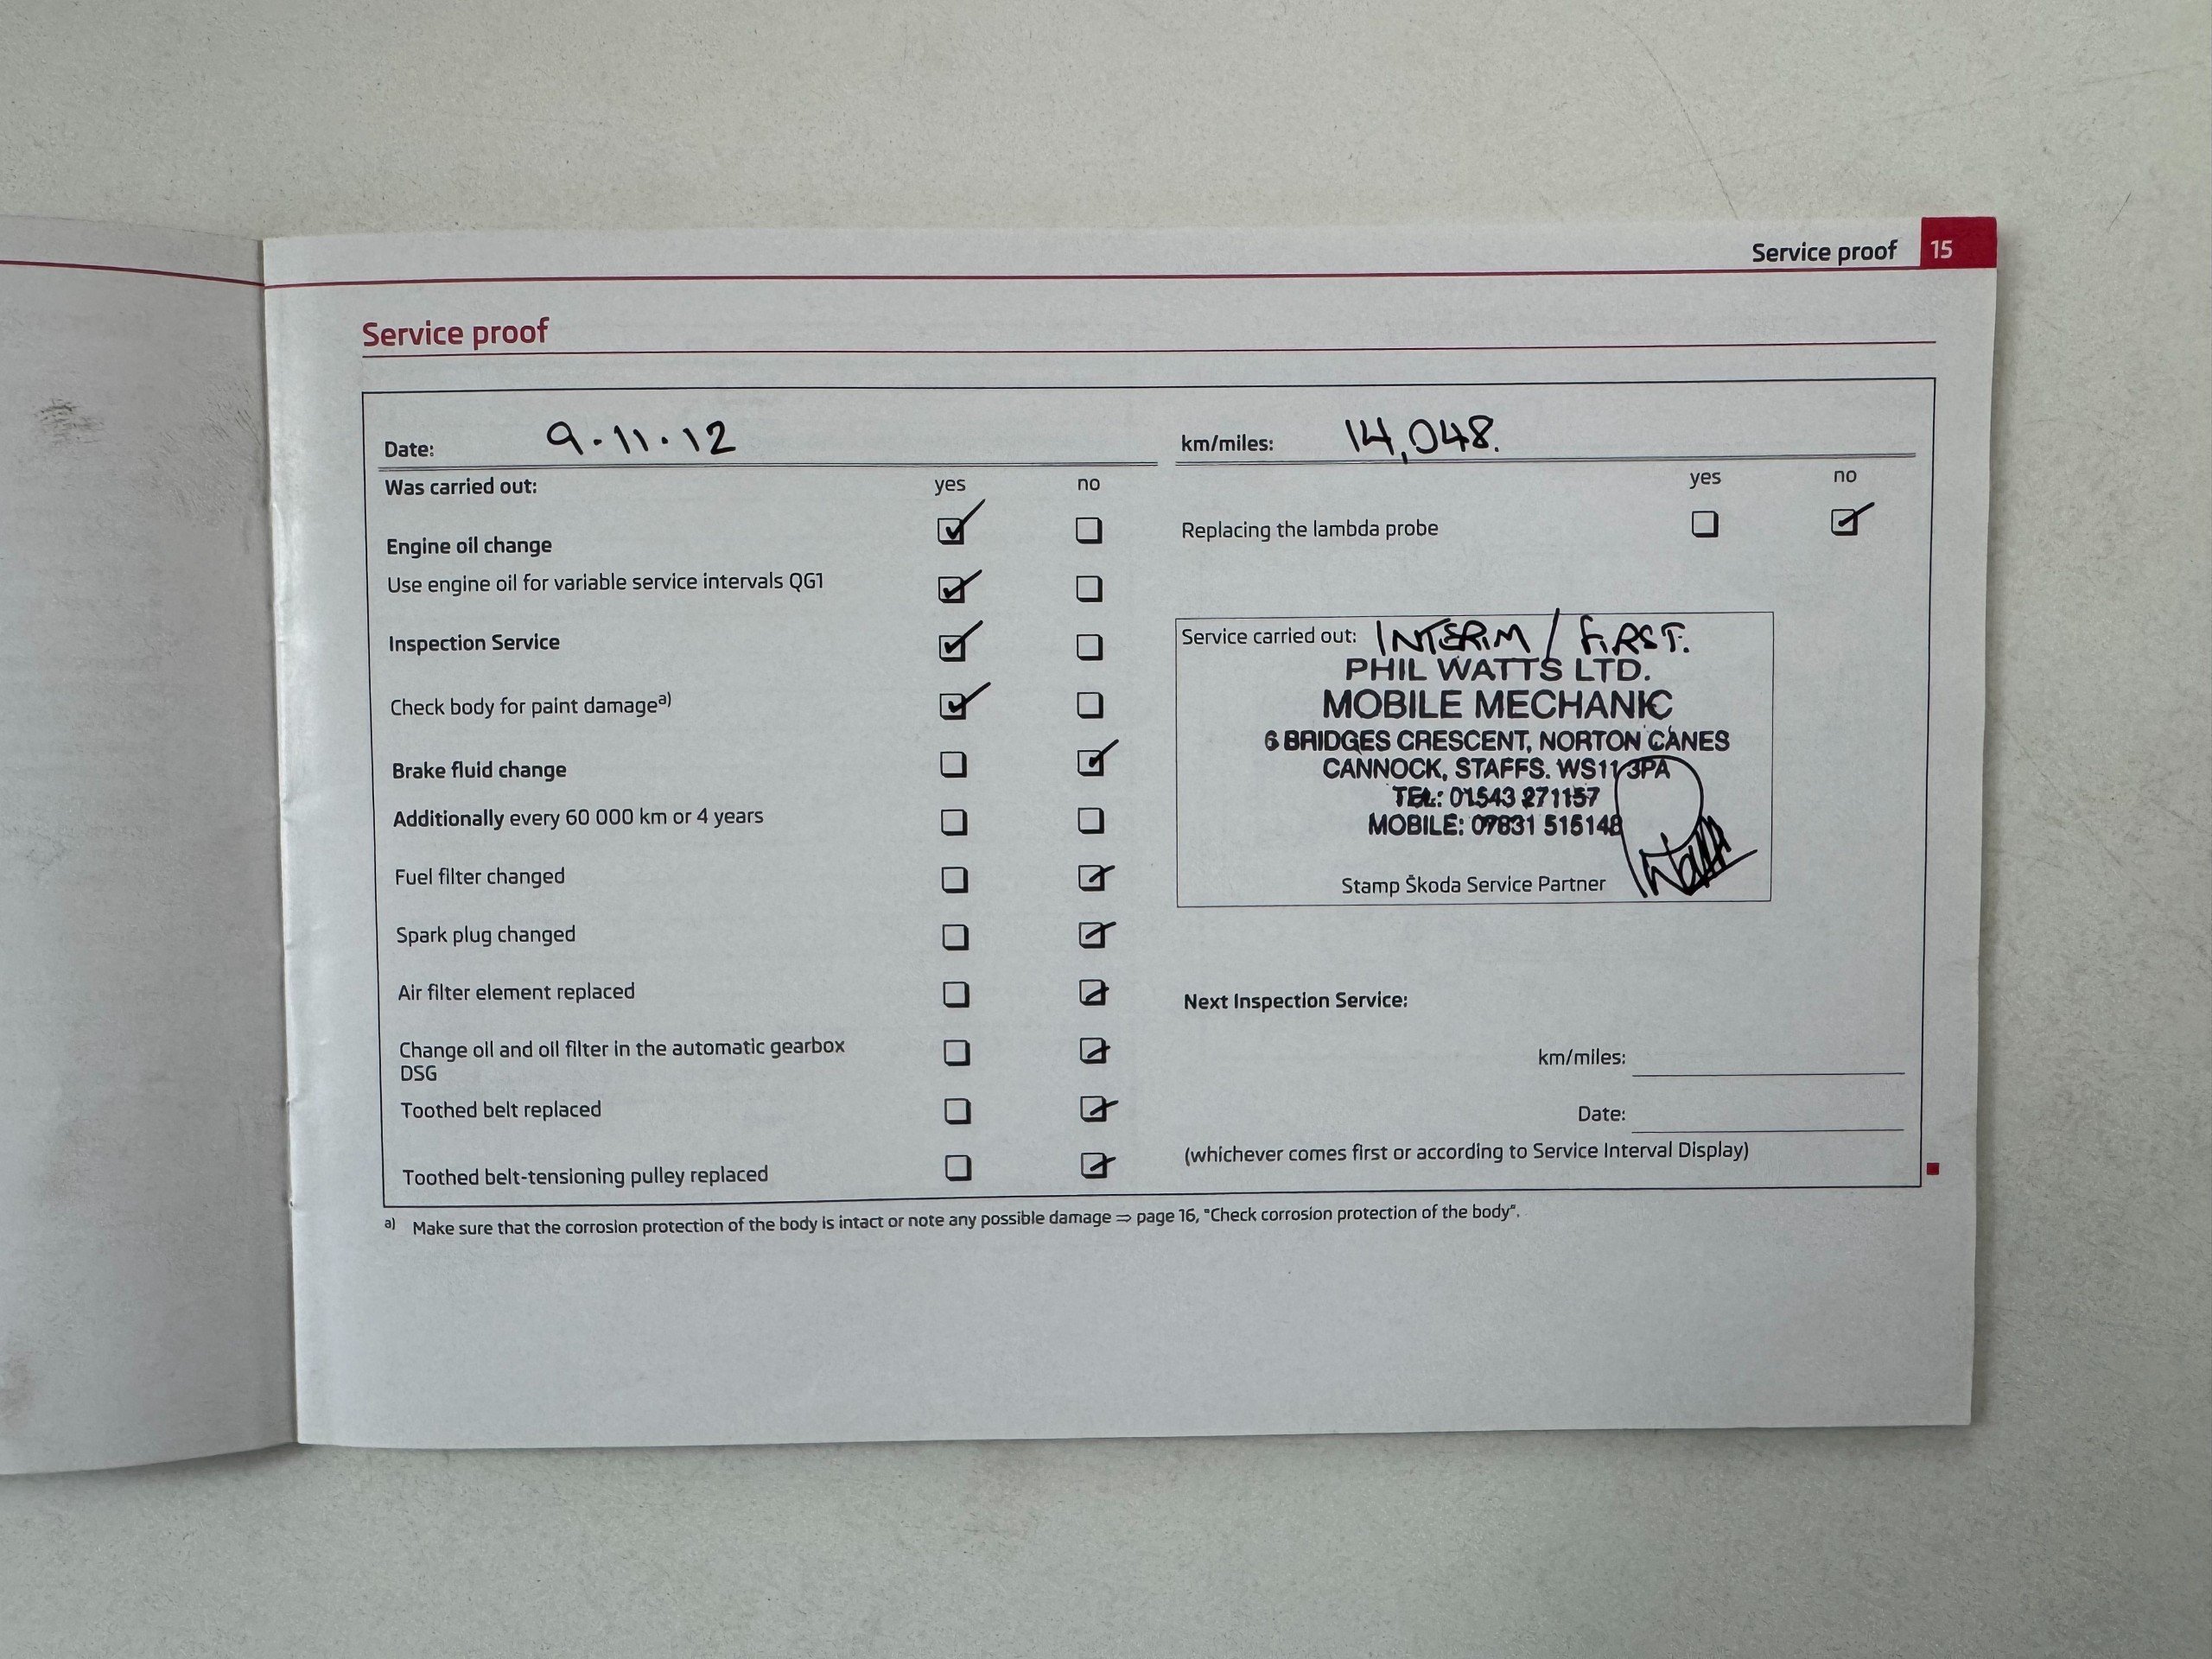 Service proof 15
Service proof
Date: 9.11.12
km/miles: 14,048.
Was carried out: yes no
Engine oil change
Use engine oil for variable service intervals QG1
Inspection Service
Check body for paint damage a)
Brake fluid change
Additionally every 60 000 km or 4 years
Fuel filter changed
Spark plug changed
Air filter element replaced
Change oil and oil filter in the automatic gearbox
DSG
Toothed belt replaced
Toothed belt-tensioning pulley replaced
yes no
Replacing the lambda probe
Service carried out: INTERIM / FIRST.
PHIL WATTS LTD.
MOBILE MECHANIC
6 BRIDGES CRESCENT, NORTON CANES
CANNOCK, STAFFS. WS11 3PA
TEL: 01543 271157
MOBILE: 07831 515148
Stamp Škoda Service Partner
Next Inspection Service:
km/miles:
Date:
(whichever comes first or according to Service Interval Display)
a) Make sure that the corrosion protection of the body is intact or note any possible damage ⇒ page 16, "Check corrosion protection of the body".